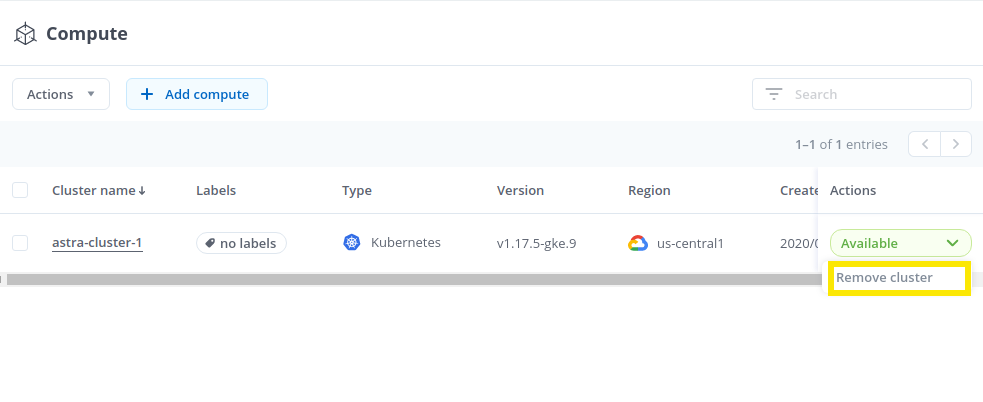 Compute
Actions
Add compute
Search
1–1 of 1 entries
Cluster name Labels Type Version Region Create Actions
astra-cluster-1 no labels Kubernetes v1.17.5-gke.9 us-central1 2020/0 Available
Remove cluster